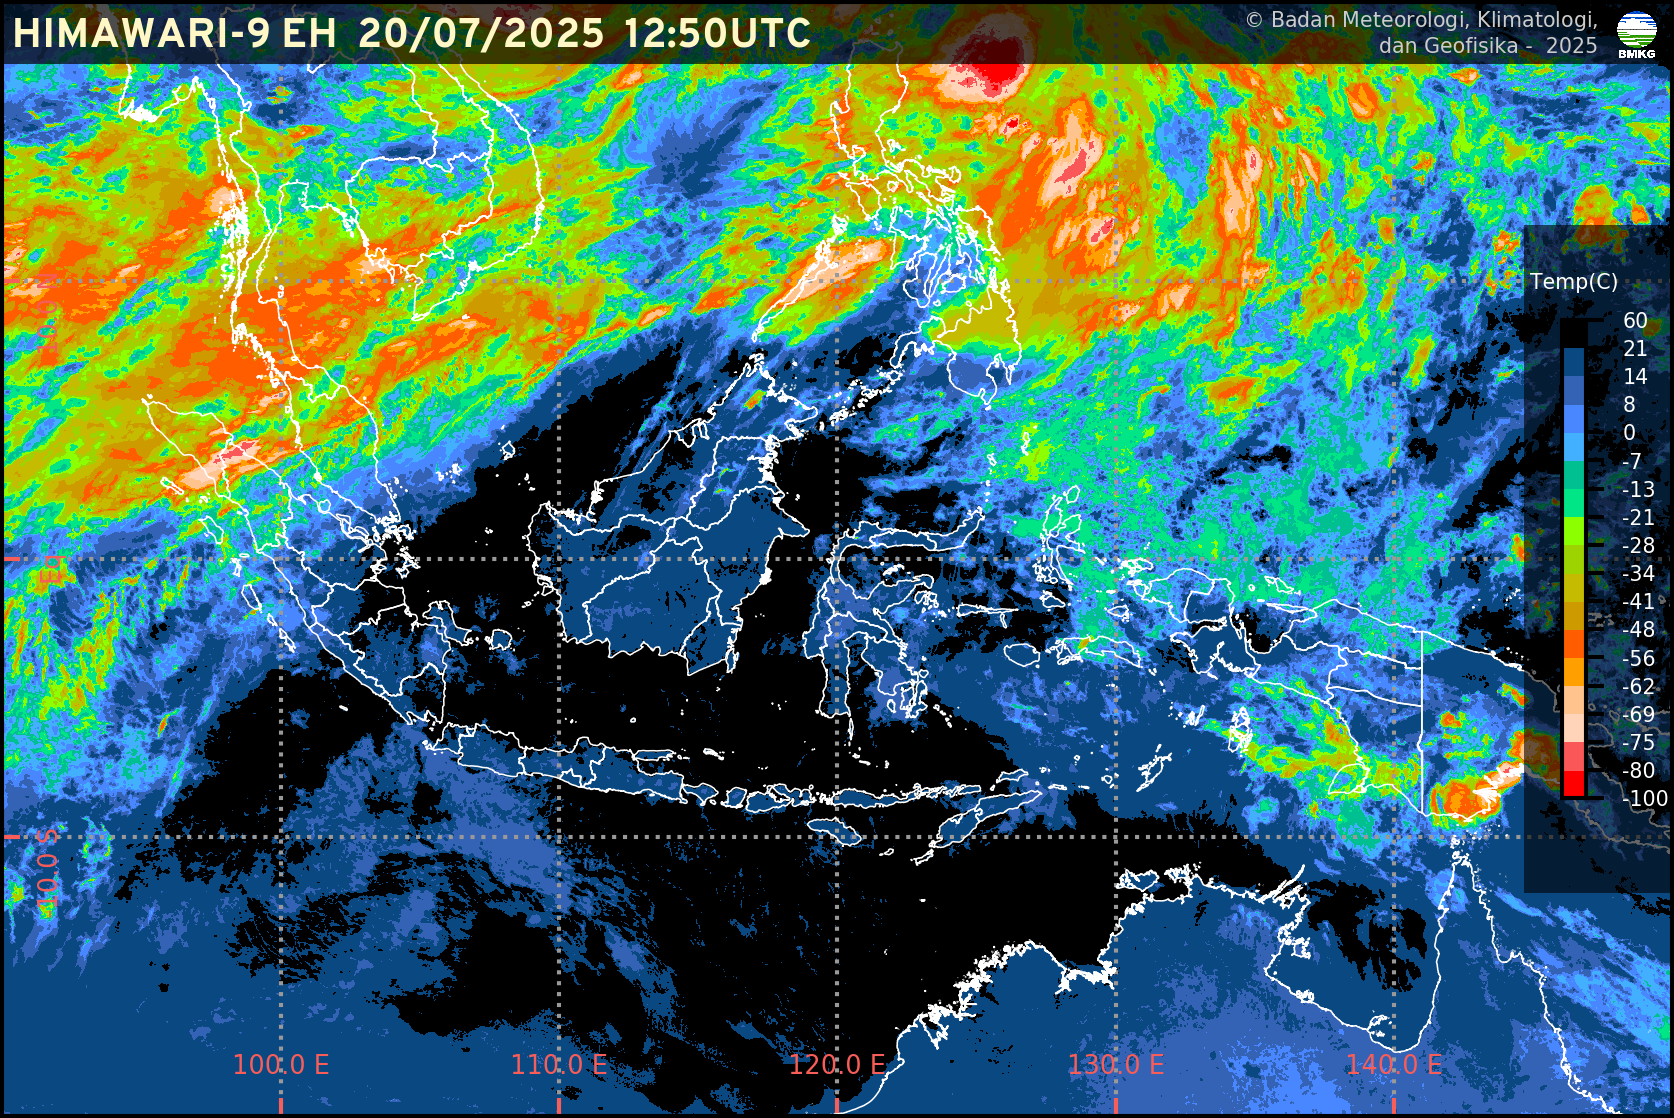 HIMAWARI-9 EH 20/07/2025 12:50UTC
© Badan Meteorologi, Klimatologi,
dan Geofisika - 2025
BMKG
Temp(C)
60
21
14
8
0
-7
-13
-21
-28
-34
-41
-48
-56
-62
-69
-75
-80
-100
EQ
10.0 S
100.0 E
110.0 E
120.0 E
130.0 E
140.0 E